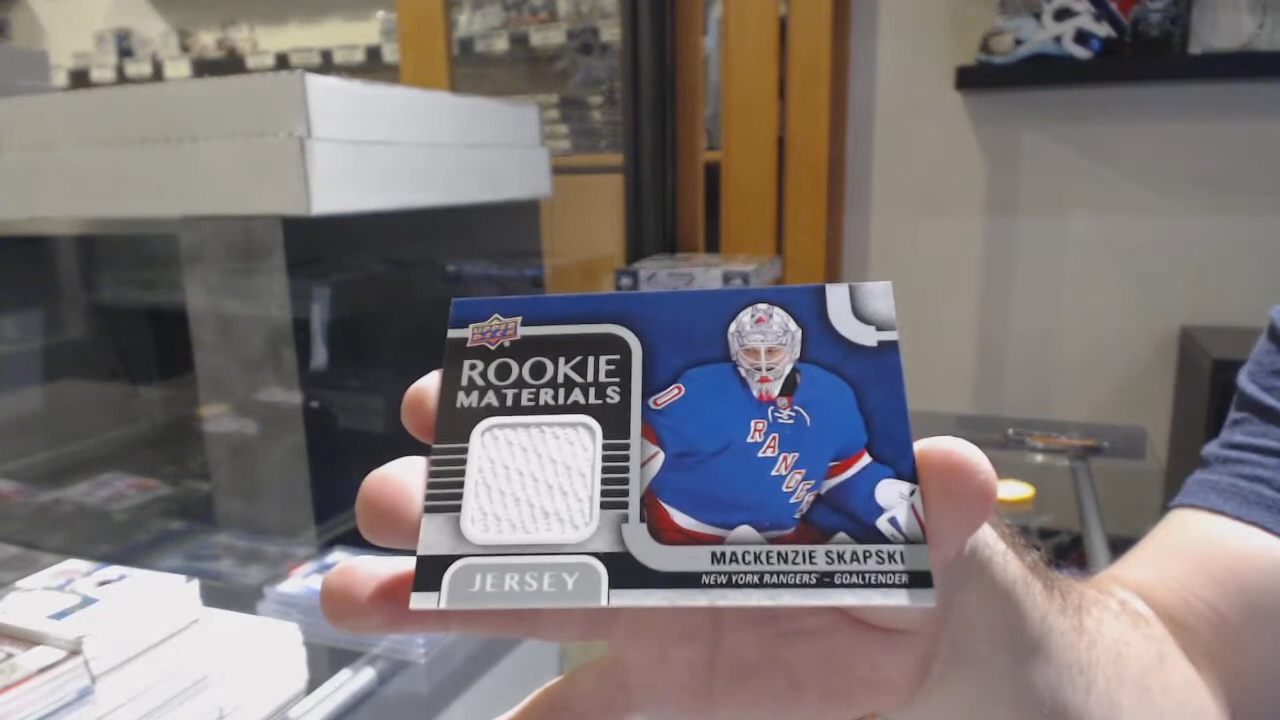 UPPER DECK
ROOKIE
MATERIALS
0
RANGERS
JERSEY
MACKENZIE SKAPSKI
NEW YORK RANGERS® – GOALTENDER